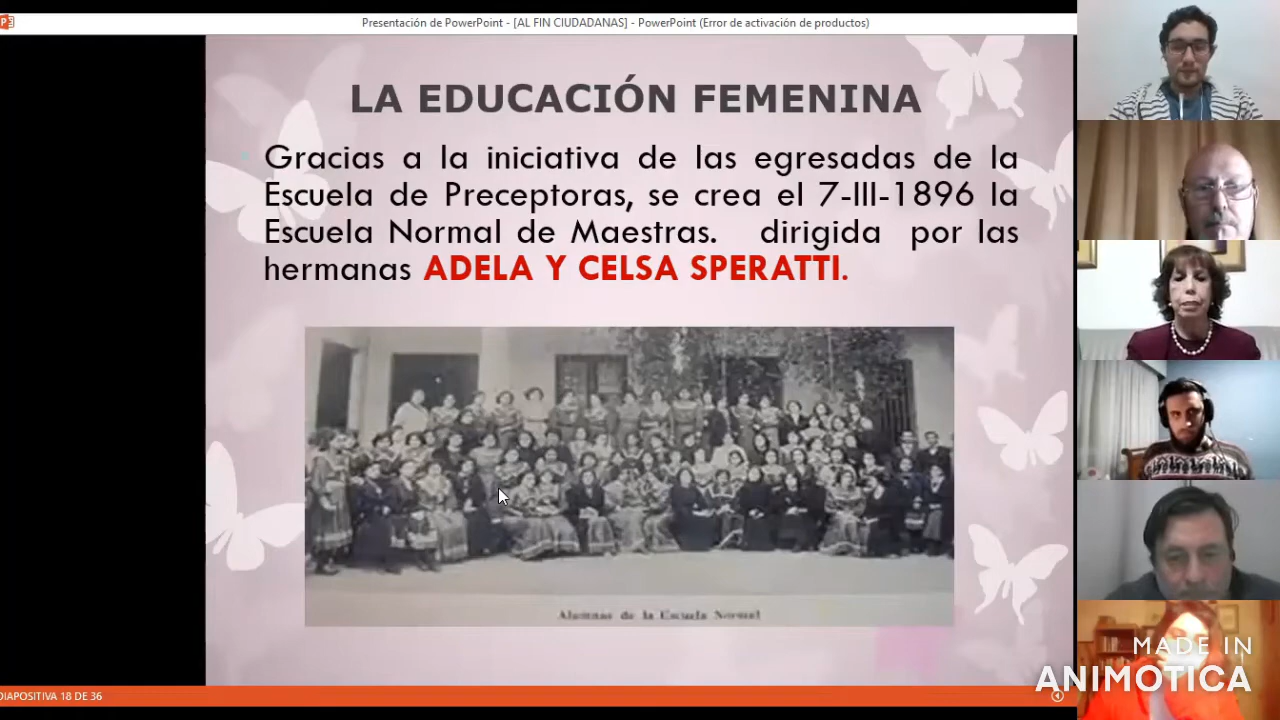 Presentación de PowerPoint - [AL FIN CIUDADANAS] - PowerPoint (Error de activación de productos)
LA EDUCACIÓN FEMENINA
Gracias a la iniciativa de las egresadas de la
Escuela de Preceptoras, se crea el 7-III-1896 la
Escuela Normal de Maestras. dirigida por las
hermanas ADELA Y CELSA SPERATTI.
Alumnas de la Escuela Normal
DIAPOSITIVA 18 DE 36
MADE IN
ANIMOTICA